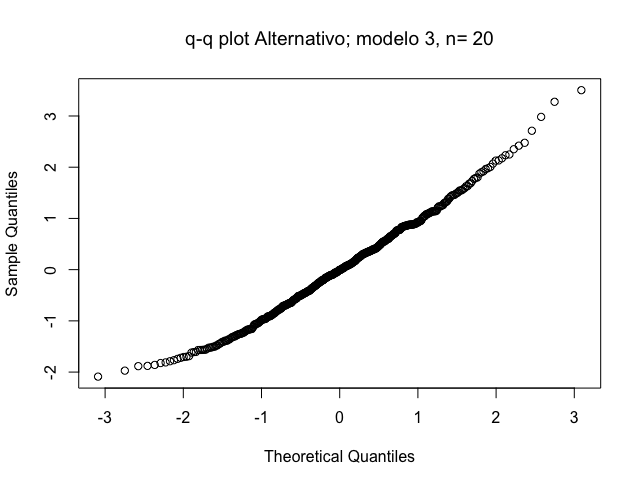 q-q plot Alternativo; modelo 3, n= 20
Sample Quantiles
3
2
1
0
-1
-2
-3 -2 -1 0 1 2 3
Theoretical Quantiles